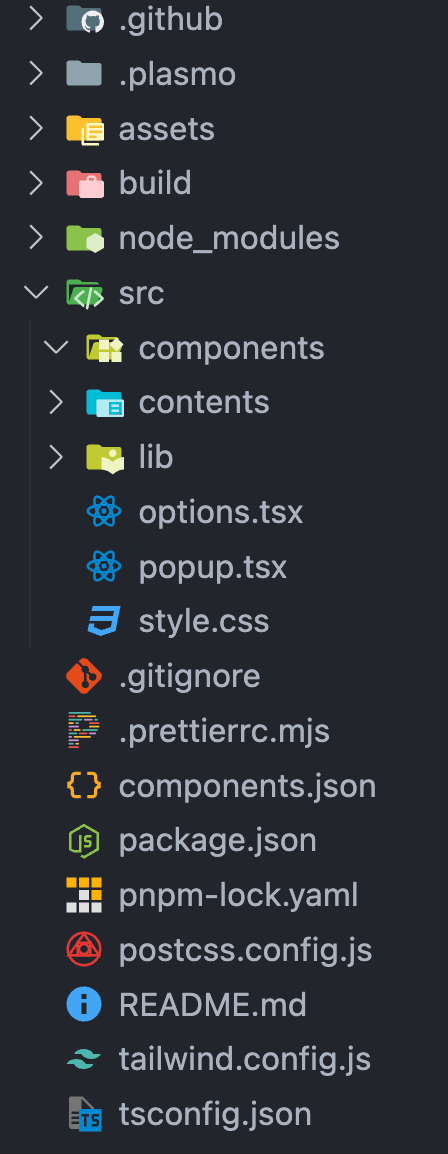 .github
.plasmo
assets
build
node_modules
src
components
contents
lib
options.tsx
popup.tsx
style.css
.gitignore
.prettierrc.mjs
components.json
package.json
pnpm-lock.yaml
postcss.config.js
README.md
tailwind.config.js
tsconfig.json